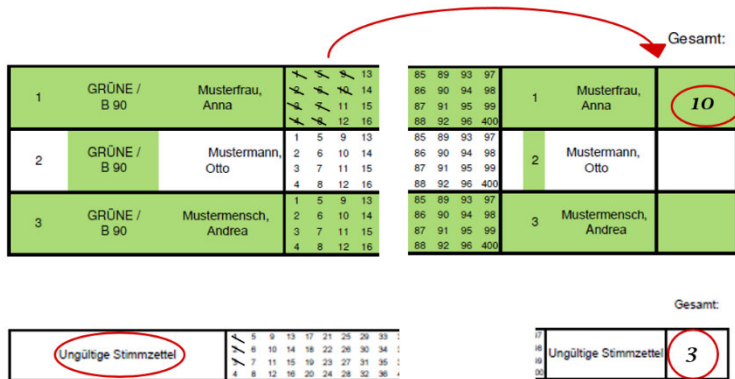 Gesamt:
1 GRÜNE / B 90 Musterfrau, Anna
1 5 9 13
2 6 10 14
3 7 11 15
4 8 12 16
85 89 93 97
86 90 94 98
87 91 95 99
88 92 96 400
1 Musterfrau, Anna 10
2 GRÜNE / B 90 Mustermann, Otto
1 5 9 13
2 6 10 14
3 7 11 15
4 8 12 16
85 89 93 97
86 90 94 98
87 91 95 99
88 92 96 400
2 Mustermann, Otto
3 GRÜNE / B 90 Mustermensch, Andrea
1 5 9 13
2 6 10 14
3 7 11 15
4 8 12 16
85 89 93 97
86 90 94 98
87 91 95 99
88 92 96 400
3 Mustermensch, Andrea
Gesamt:
Ungültige Stimmzettel
5 9 13 17 21 25 29 33
6 10 14 18 22 26 30 34
7 11 15 19 23 27 31 35
4 8 12 16 20 24 28 32 36
Ungültige Stimmzettel 3